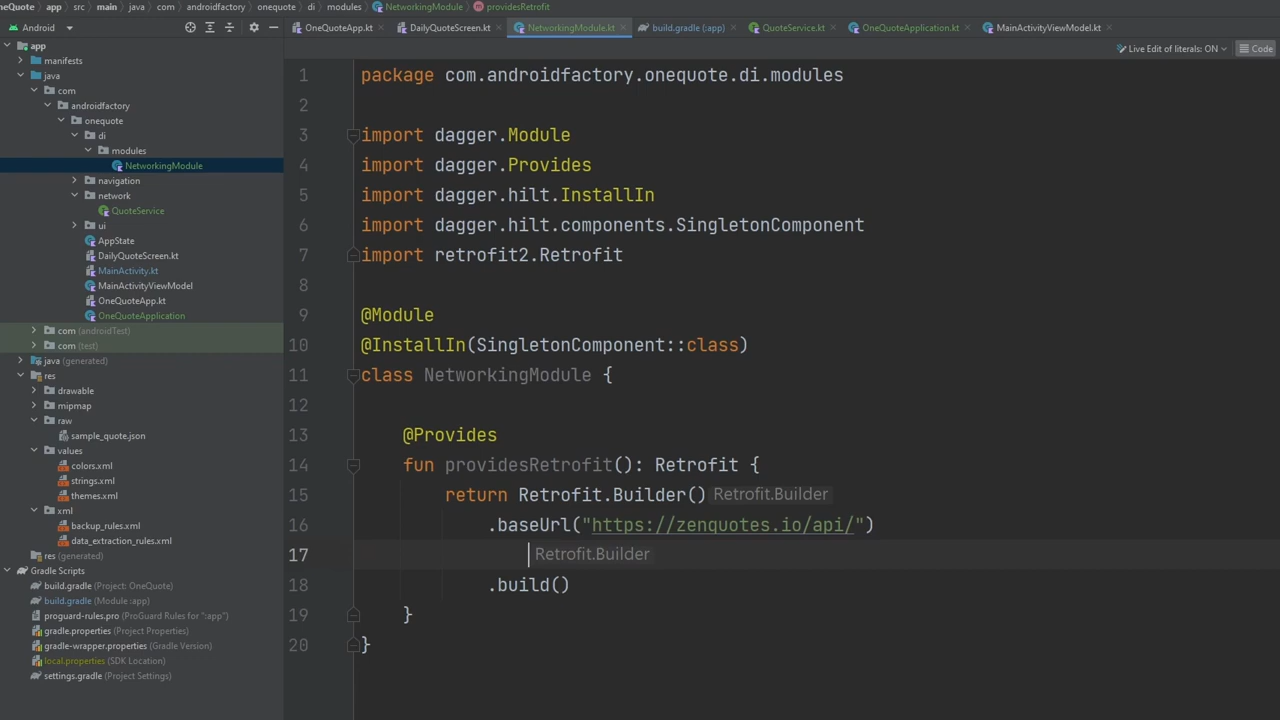 neQuote app src main java com androidfactory onequote di modules NetworkingModule providesRetrofit
Android
OneQuoteApp.kt DailyQuoteScreen.kt NetworkingModule.kt build.gradle (:app) QuoteService.kt OneQuoteApplication.kt MainActivityViewModel.kt
Live Edit of literals: ON Code
app
manifests
java
com
androidfactory
onequote
di
modules
NetworkingModule
navigation
network
QuoteService
ui
AppState
DailyQuoteScreen.kt
MainActivity.kt
MainActivityViewModel
OneQuoteApp.kt
OneQuoteApplication
com (androidTest)
com (test)
java (generated)
res
drawable
mipmap
raw
sample_quote.json
values
colors.xml
strings.xml
themes.xml
xml
backup_rules.xml
data_extraction_rules.xml
res (generated)
Gradle Scripts
build.gradle (Project: OneQuote)
build.gradle (Module :app)
proguard-rules.pro (ProGuard Rules for ":app")
gradle.properties (Project Properties)
gradle-wrapper.properties (Gradle Version)
local.properties (SDK Location)
settings.gradle (Project Settings)
1 package com.androidfactory.onequote.di.modules
2
3 import dagger.Module
4 import dagger.Provides
5 import dagger.hilt.InstallIn
6 import dagger.hilt.components.SingletonComponent
7 import retrofit2.Retrofit
8
9 @Module
10 @InstallIn(SingletonComponent::class)
11 class NetworkingModule {
12
13 @Provides
14 fun providesRetrofit(): Retrofit {
15 return Retrofit.Builder() Retrofit.Builder
16 .baseUrl("https://zenquotes.io/api/")
17 Retrofit.Builder
18 .build()
19 }
20 }